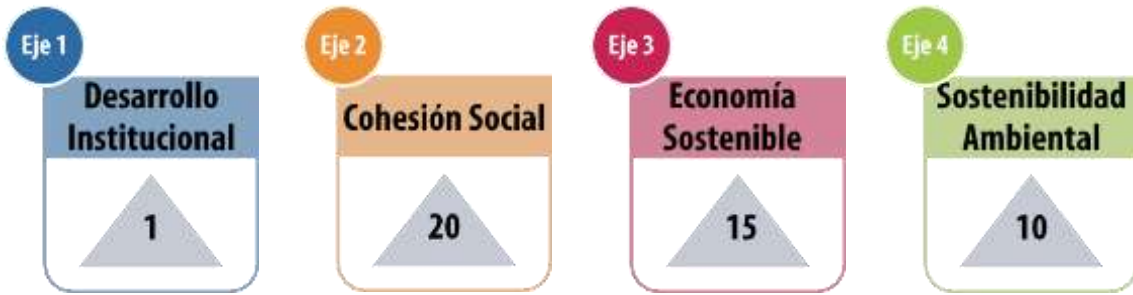 Eje 1
Desarrollo
Institucional
1
Eje 2
Cohesión Social
20
Eje 3
Economía
Sostenible
15
Eje 4
Sostenibilidad
Ambiental
10